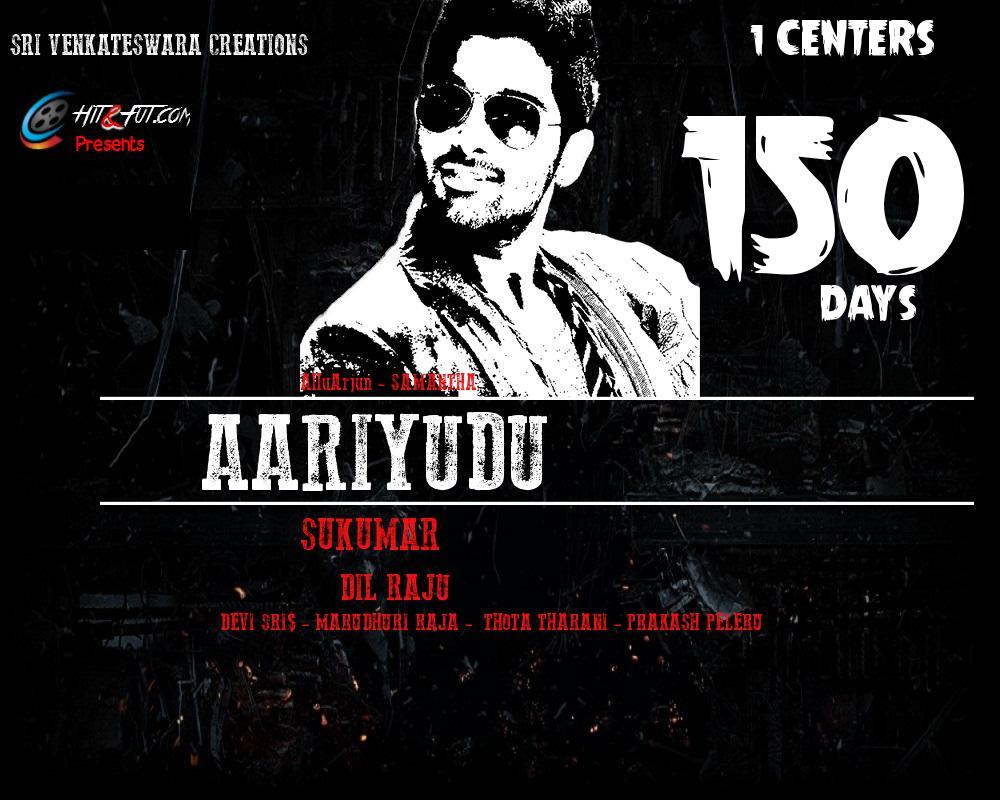 SRI VENKATESWARA CREATIONS
1 CENTERS
HIT&FUT.COM
Presents
150
DAYS
AlluArjun - SAMANTHA
AARIYUDU
SUKUMAR
DIL RAJU
DEVI SRI$ - MARUDHURI RAJA - THOTA THARANI - PRAKASH PELERU